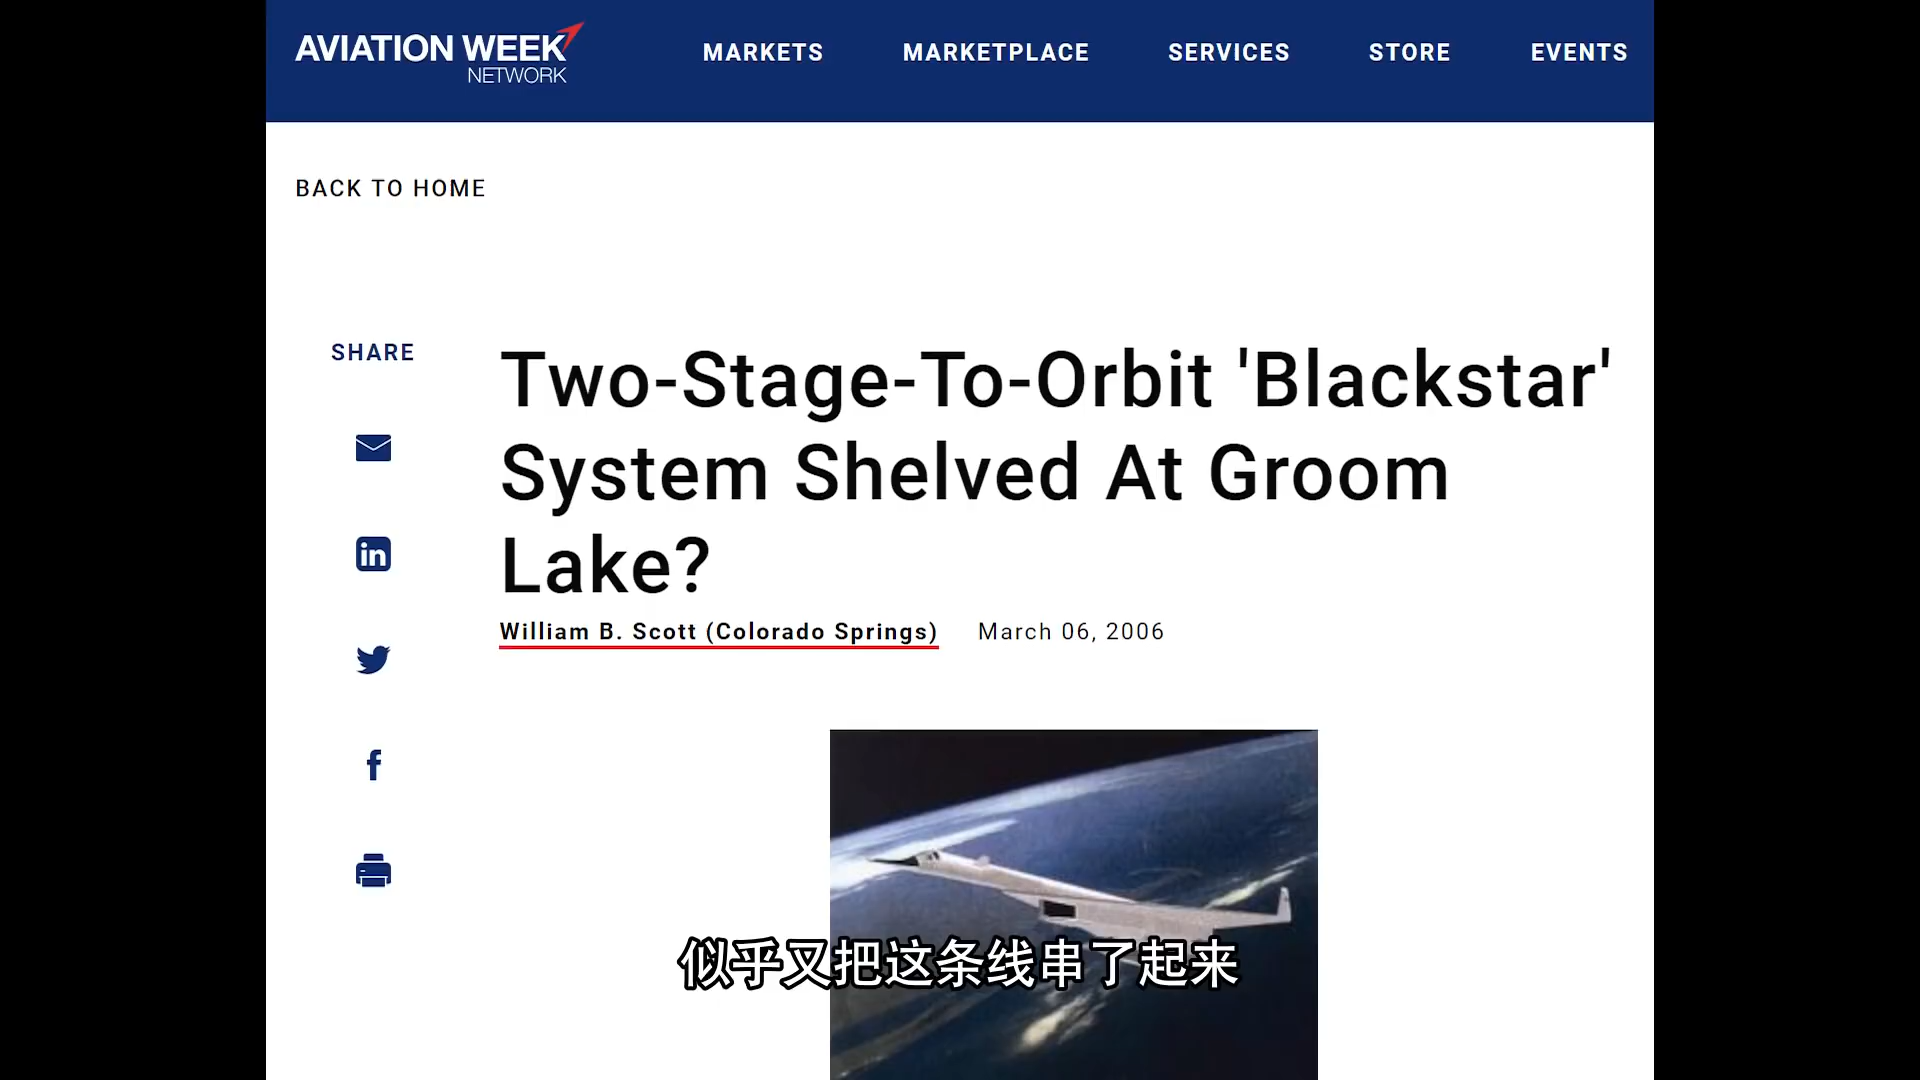 AVIATION WEEK
NETWORK
MARKETS
MARKETPLACE
SERVICES
STORE
EVENTS
BACK TO HOME
SHARE
Two-Stage-To-Orbit 'Blackstar'
System Shelved At Groom
Lake?
William B. Scott (Colorado Springs)
March 06, 2006
似乎又把这条线串了起来